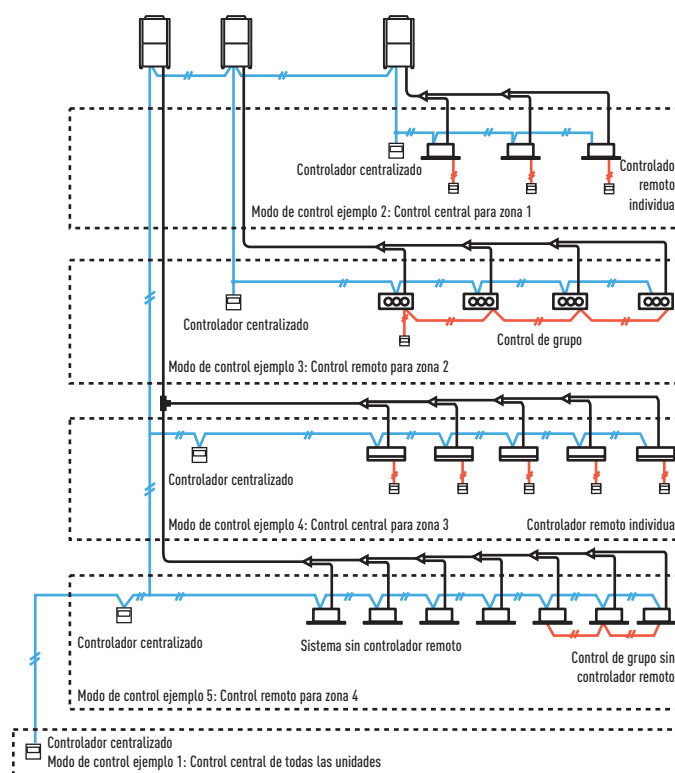 Controlador centralizado
Controlado
remoto
individua
Modo de control ejemplo 2: Control central para zona 1
Controlador centralizado
Control de grupo
Modo de control ejemplo 3: Control remoto para zona 2
Controlador centralizado
Modo de control ejemplo 4: Control central para zona 3
Controlador remoto individua
Controlador centralizado
Sistema sin controlador remoto
Control de grupo sin
controlador remoto
Modo de control ejemplo 5: Control remoto para zona 4
Controlador centralizado
Modo de control ejemplo 1: Control central de todas las unidades